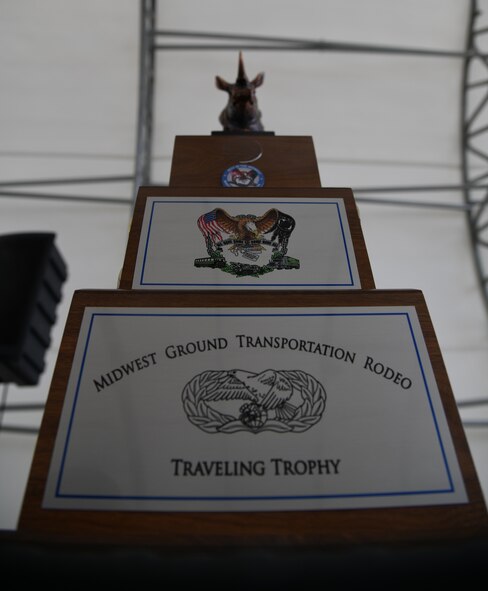 MIDWEST GROUND TRANSPORTATION RODEO
TRAVELING TROPHY